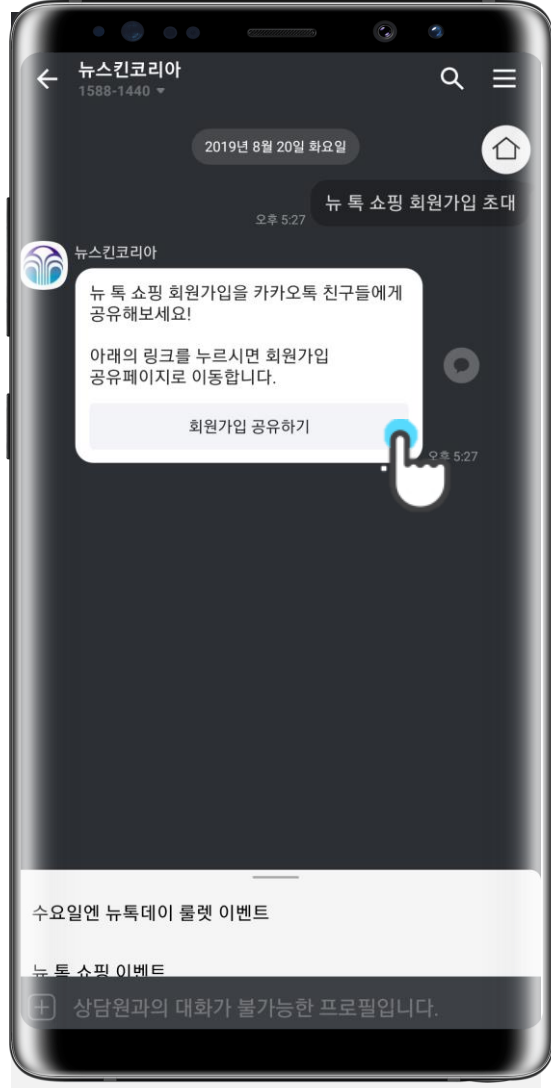 뉴스킨코리아
1588-1440
2019년 8월 20일 화요일
뉴 톡 쇼핑 회원가입 초대
오후 5:27
뉴스킨코리아
뉴 톡 쇼핑 회원가입을 카카오톡 친구들에게
공유해보세요!
아래의 링크를 누르시면 회원가입
공유페이지로 이동합니다.
회원가입 공유하기
오후 5:27
수요일엔 뉴톡데이 룰렛 이벤트
뉴 톡 쇼핑 이벤트
상담원과의 대화가 불가능한 프로필입니다.